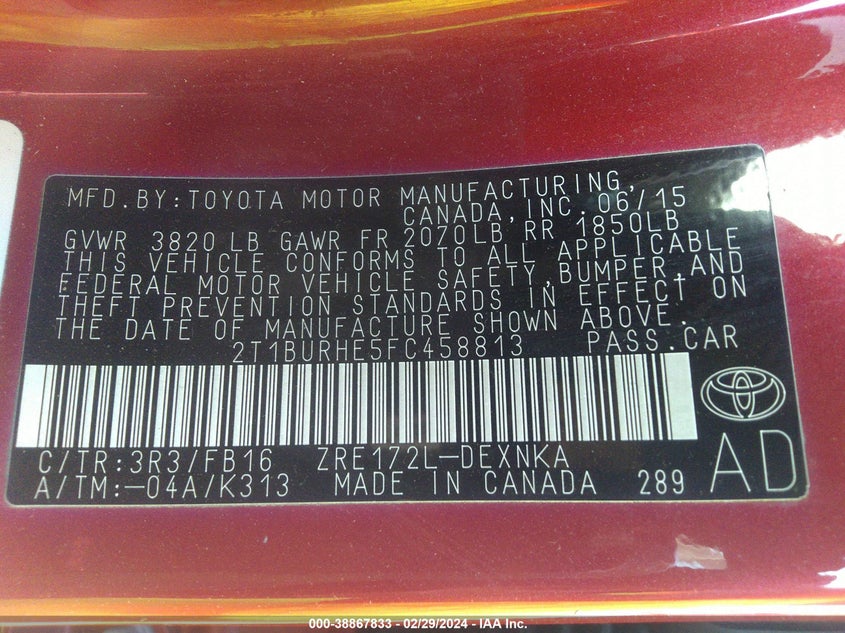 MFD.BY:TOYOTA MOTOR MANUFACTURING,
CANADA,INC. 06/15
GVWR 3820 LB GAWR FR 2070LB,RR 1850LB
THIS VEHICLE CONFORMS TO ALL APPLICABLE
FEDERAL MOTOR VEHICLE SAFETY,BUMPER,AND
THEFT PREVENTION STANDARDS IN EFFECT ON
THE DATE OF MANUFACTURE SHOWN ABOVE.
2T1BURHE5FC458813 PASS.CAR
C/TR:3R3/FB16 ZRE172L-DEXNKA
A/TM:-04A/K313 MADE IN CANADA 289
AD
000-38867833 - 02/29/2024 - IAA Inc.